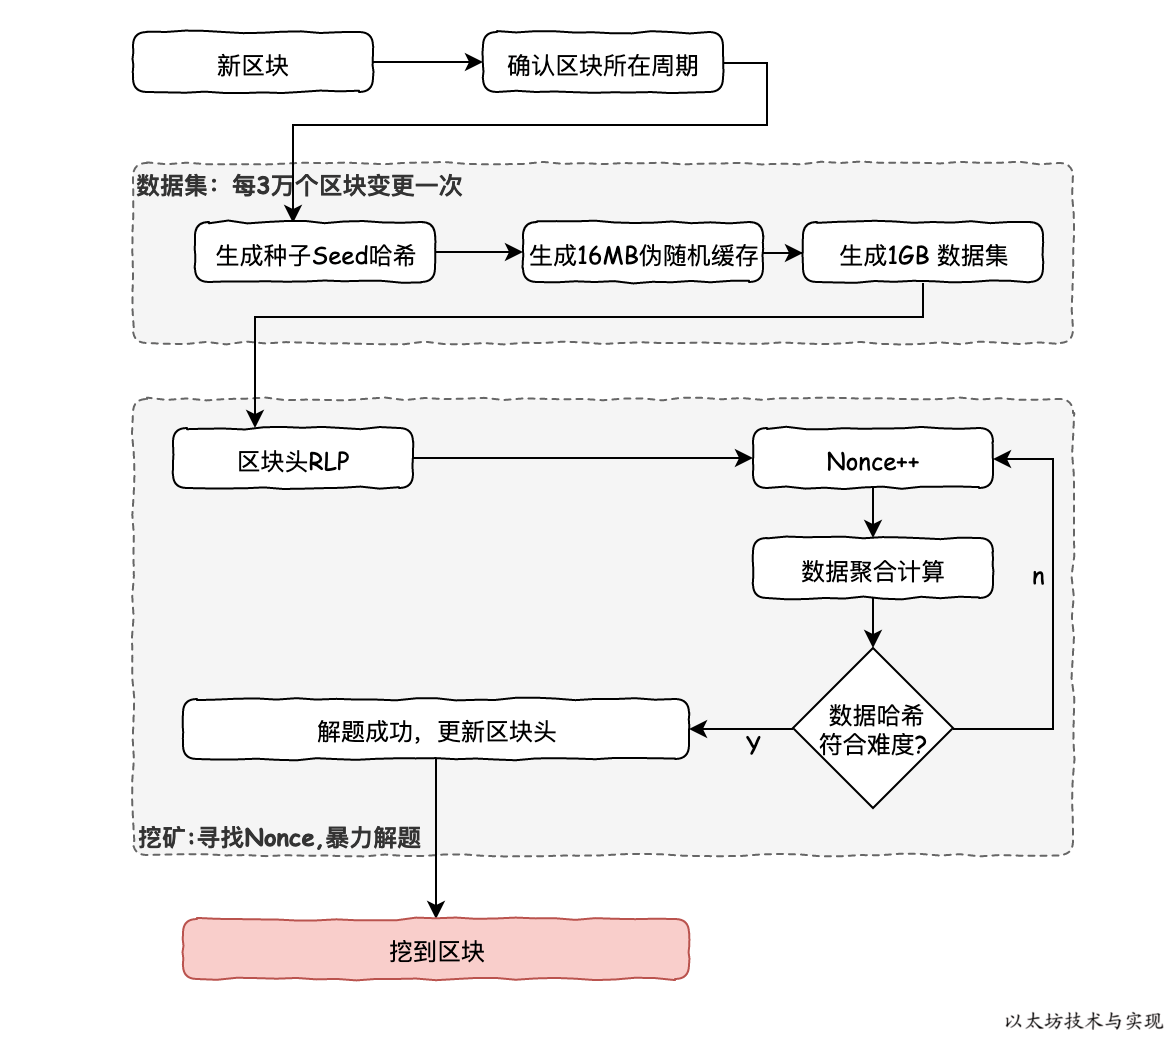 新区块
确认区块所在周期
数据集：每3万个区块变更一次
生成种子Seed哈希
生成16MB伪随机缓存
生成1GB 数据集
区块头RLP
Nonce++
数据聚合计算
n
数据哈希
符合难度?
Y
解题成功，更新区块头
挖矿:寻找Nonce,暴力解题
挖到区块
以太坊技术与实现